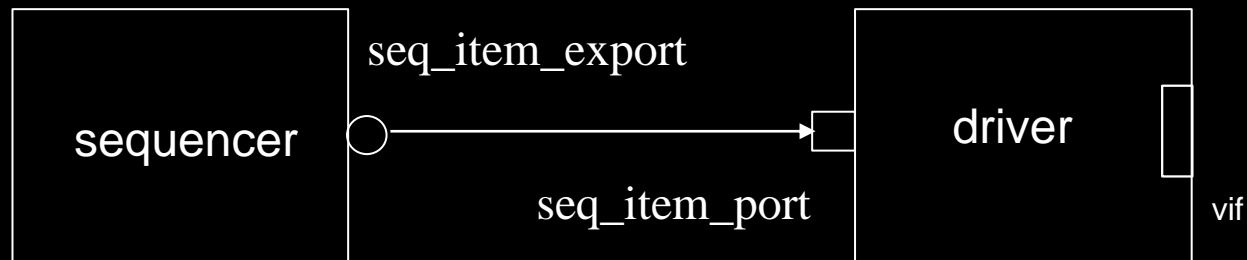 seq_item_export
sequencer
driver
seq_item_port
vif